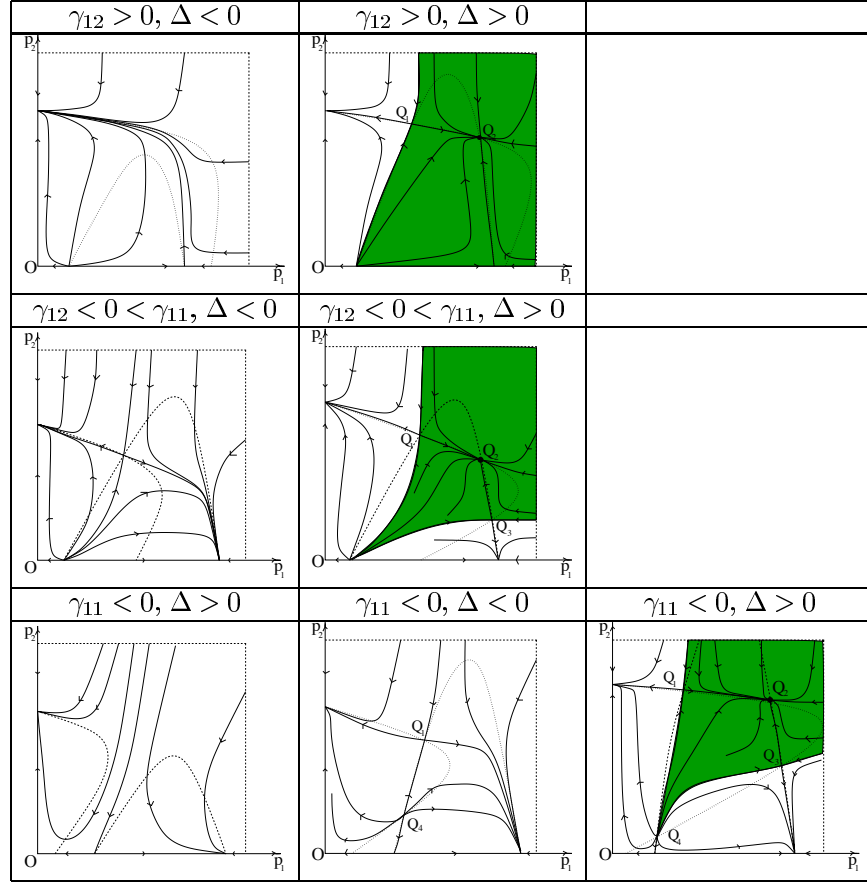 γ₁₂ > 0, Δ < 0 γ₁₂ > 0, Δ > 0
p₂ p₂
Q₁ Q₂
O p₁ O p₁
γ₁₂ < 0 < γ₁₁, Δ < 0 γ₁₂ < 0 < γ₁₁, Δ > 0
p₂ p₂
Q₁ Q₂
Q₃
O p₁ O p₁
γ₁₁ < 0, Δ > 0 γ₁₁ < 0, Δ < 0 γ₁₁ < 0, Δ > 0
p₂ p₂ p₂
Q₁ Q₁ Q₂
Q₃
Q₄ Q₄
O p₁ O p₁ O p₁